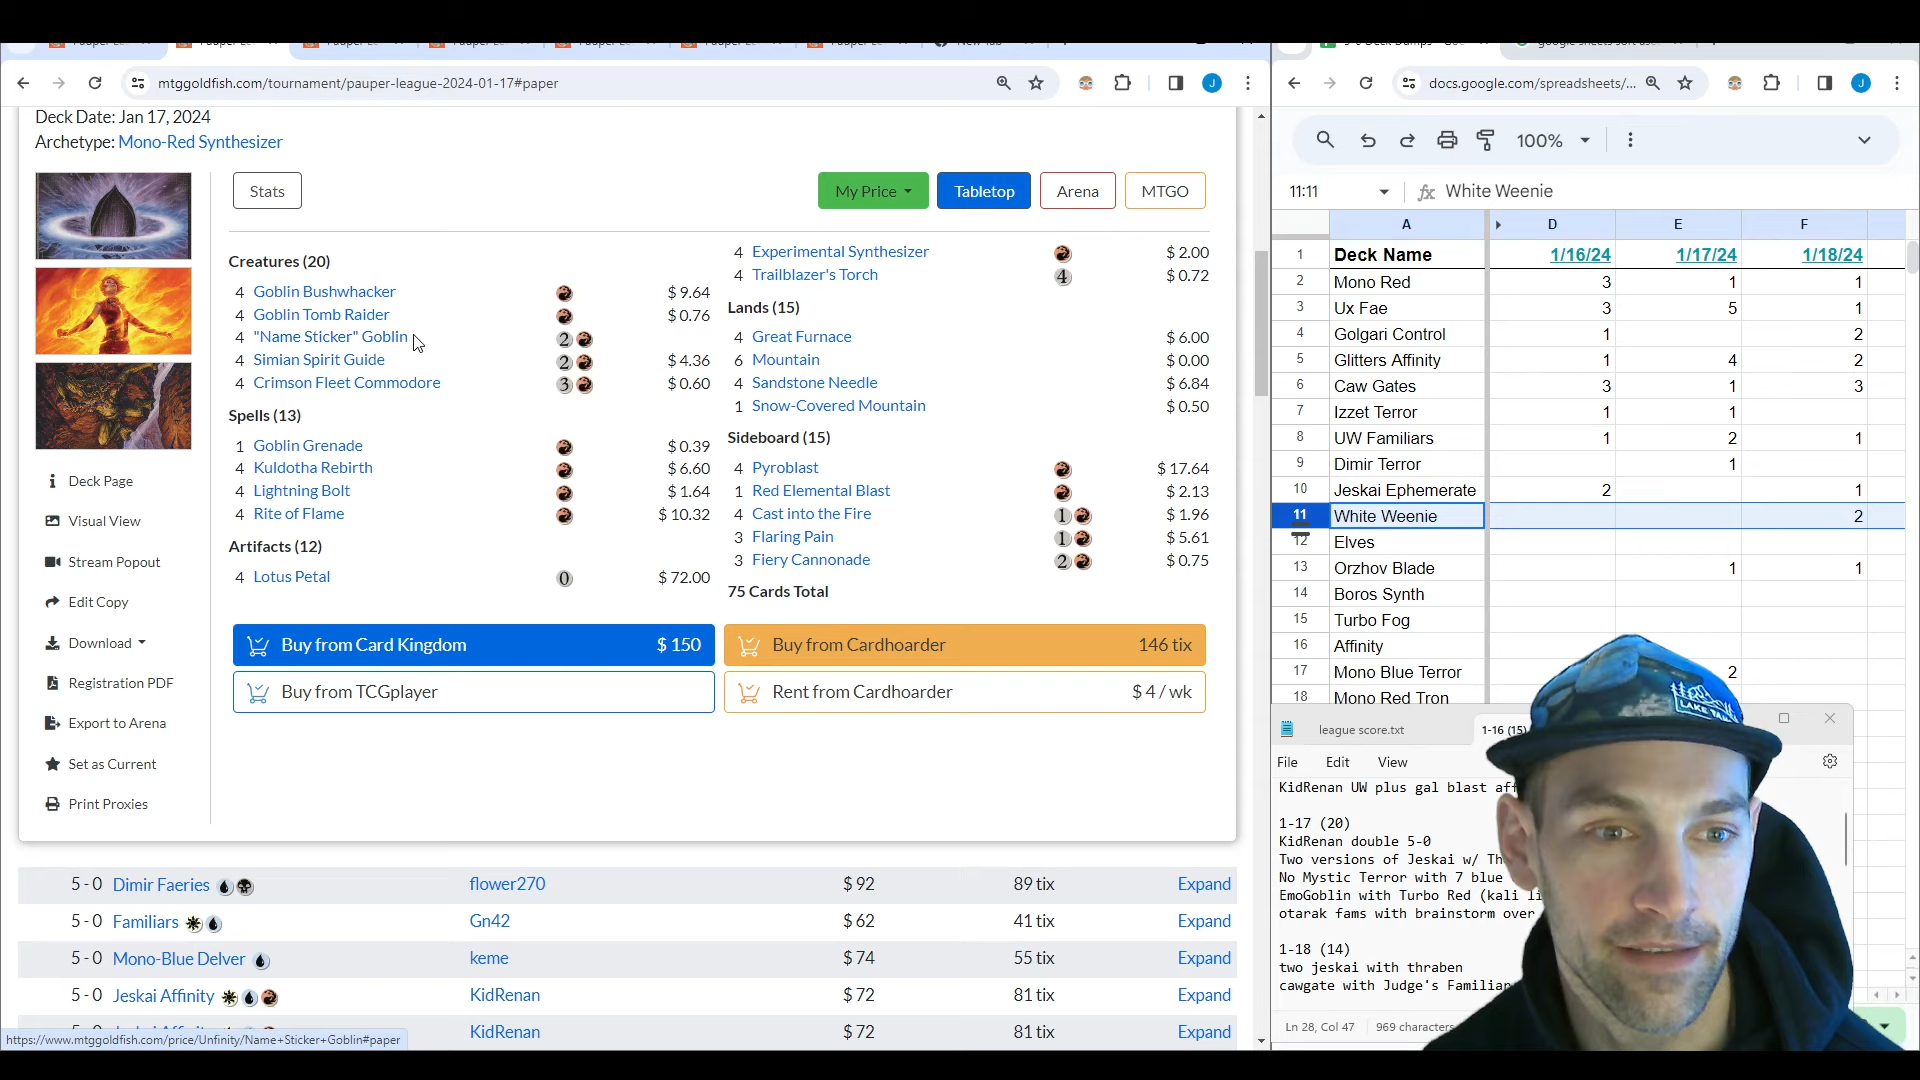 mtggoldfish.com/tournament/pauper-league-2024-01-17#paper
Deck Date: Jan 17, 2024
Archetype: Mono-Red Synthesizer
Stats
My Price
Tabletop
Arena
MTGO
Creatures (20)
4 Goblin Bushwhacker $ 9.64
4 Goblin Tomb Raider $ 0.76
4 "Name Sticker" Goblin 2
4 Simian Spirit Guide 2 $ 4.36
4 Crimson Fleet Commodore 3 $ 0.60
Spells (13)
1 Goblin Grenade $ 0.39
4 Kuldotha Rebirth $ 6.60
4 Lightning Bolt $ 1.64
4 Rite of Flame $ 10.32
Artifacts (12)
4 Lotus Petal 0 $ 72.00
4 Experimental Synthesizer $ 2.00
4 Trailblazer's Torch 4 $ 0.72
Lands (15)
4 Great Furnace $ 6.00
6 Mountain $ 0.00
4 Sandstone Needle $ 6.84
1 Snow-Covered Mountain $ 0.50
Sideboard (15)
4 Pyroblast $ 17.64
1 Red Elemental Blast $ 2.13
4 Cast into the Fire 1 $ 1.96
3 Flaring Pain 1 $ 5.61
3 Fiery Cannonade 2 $ 0.75
75 Cards Total
Deck Page
Visual View
Stream Popout
Edit Copy
Download
Registration PDF
Export to Arena
Set as Current
Print Proxies
Buy from Card Kingdom $ 150
Buy from Cardhoarder 146 tix
Buy from TCGplayer
Rent from Cardhoarder $ 4 / wk
5 - 0 Dimir Faeries flower270 $ 92 89 tix Expand
5 - 0 Familiars Gn42 $ 62 41 tix Expand
5 - 0 Mono-Blue Delver keme $ 74 55 tix Expand
5 - 0 Jeskai Affinity KidRenan $ 72 81 tix Expand
KidRenan $ 72 81 tix Expand
https://www.mtggoldfish.com/price/Unfinity/Name+Sticker+Goblin#paper
docs.google.com/spreadsheets/...
J
J
100%
11:11
fx White Weenie
A D E F
1 Deck Name 1/16/24 1/17/24 1/18/24
2 Mono Red 3 1 1
3 Ux Fae 3 5 1
4 Golgari Control 1 2
5 Glitters Affinity 1 4 2
6 Caw Gates 3 1 3
7 Izzet Terror 1 1
8 UW Familiars 1 2 1
9 Dimir Terror 1
10 Jeskai Ephemerate 2 1
11 White Weenie 2
12 Elves
13 Orzhov Blade 1 1
14 Boros Synth
15 Turbo Fog
16 Affinity
17 Mono Blue Terror 2
18 Mono Red Tron
league score.txt
1-16 (15)
File Edit View
KidRenan UW plus gal blast aff
1-17 (20)
KidRenan double 5-0
Two versions of Jeskai w/ Th
No Mystic Terror with 7 blue
EmoGoblin with Turbo Red (kali li
otarak fams with brainstorm over
1-18 (14)
two jeskai with thraben
cawgate with Judge's Familiar
Ln 28, Col 47
969 characters
LAKE